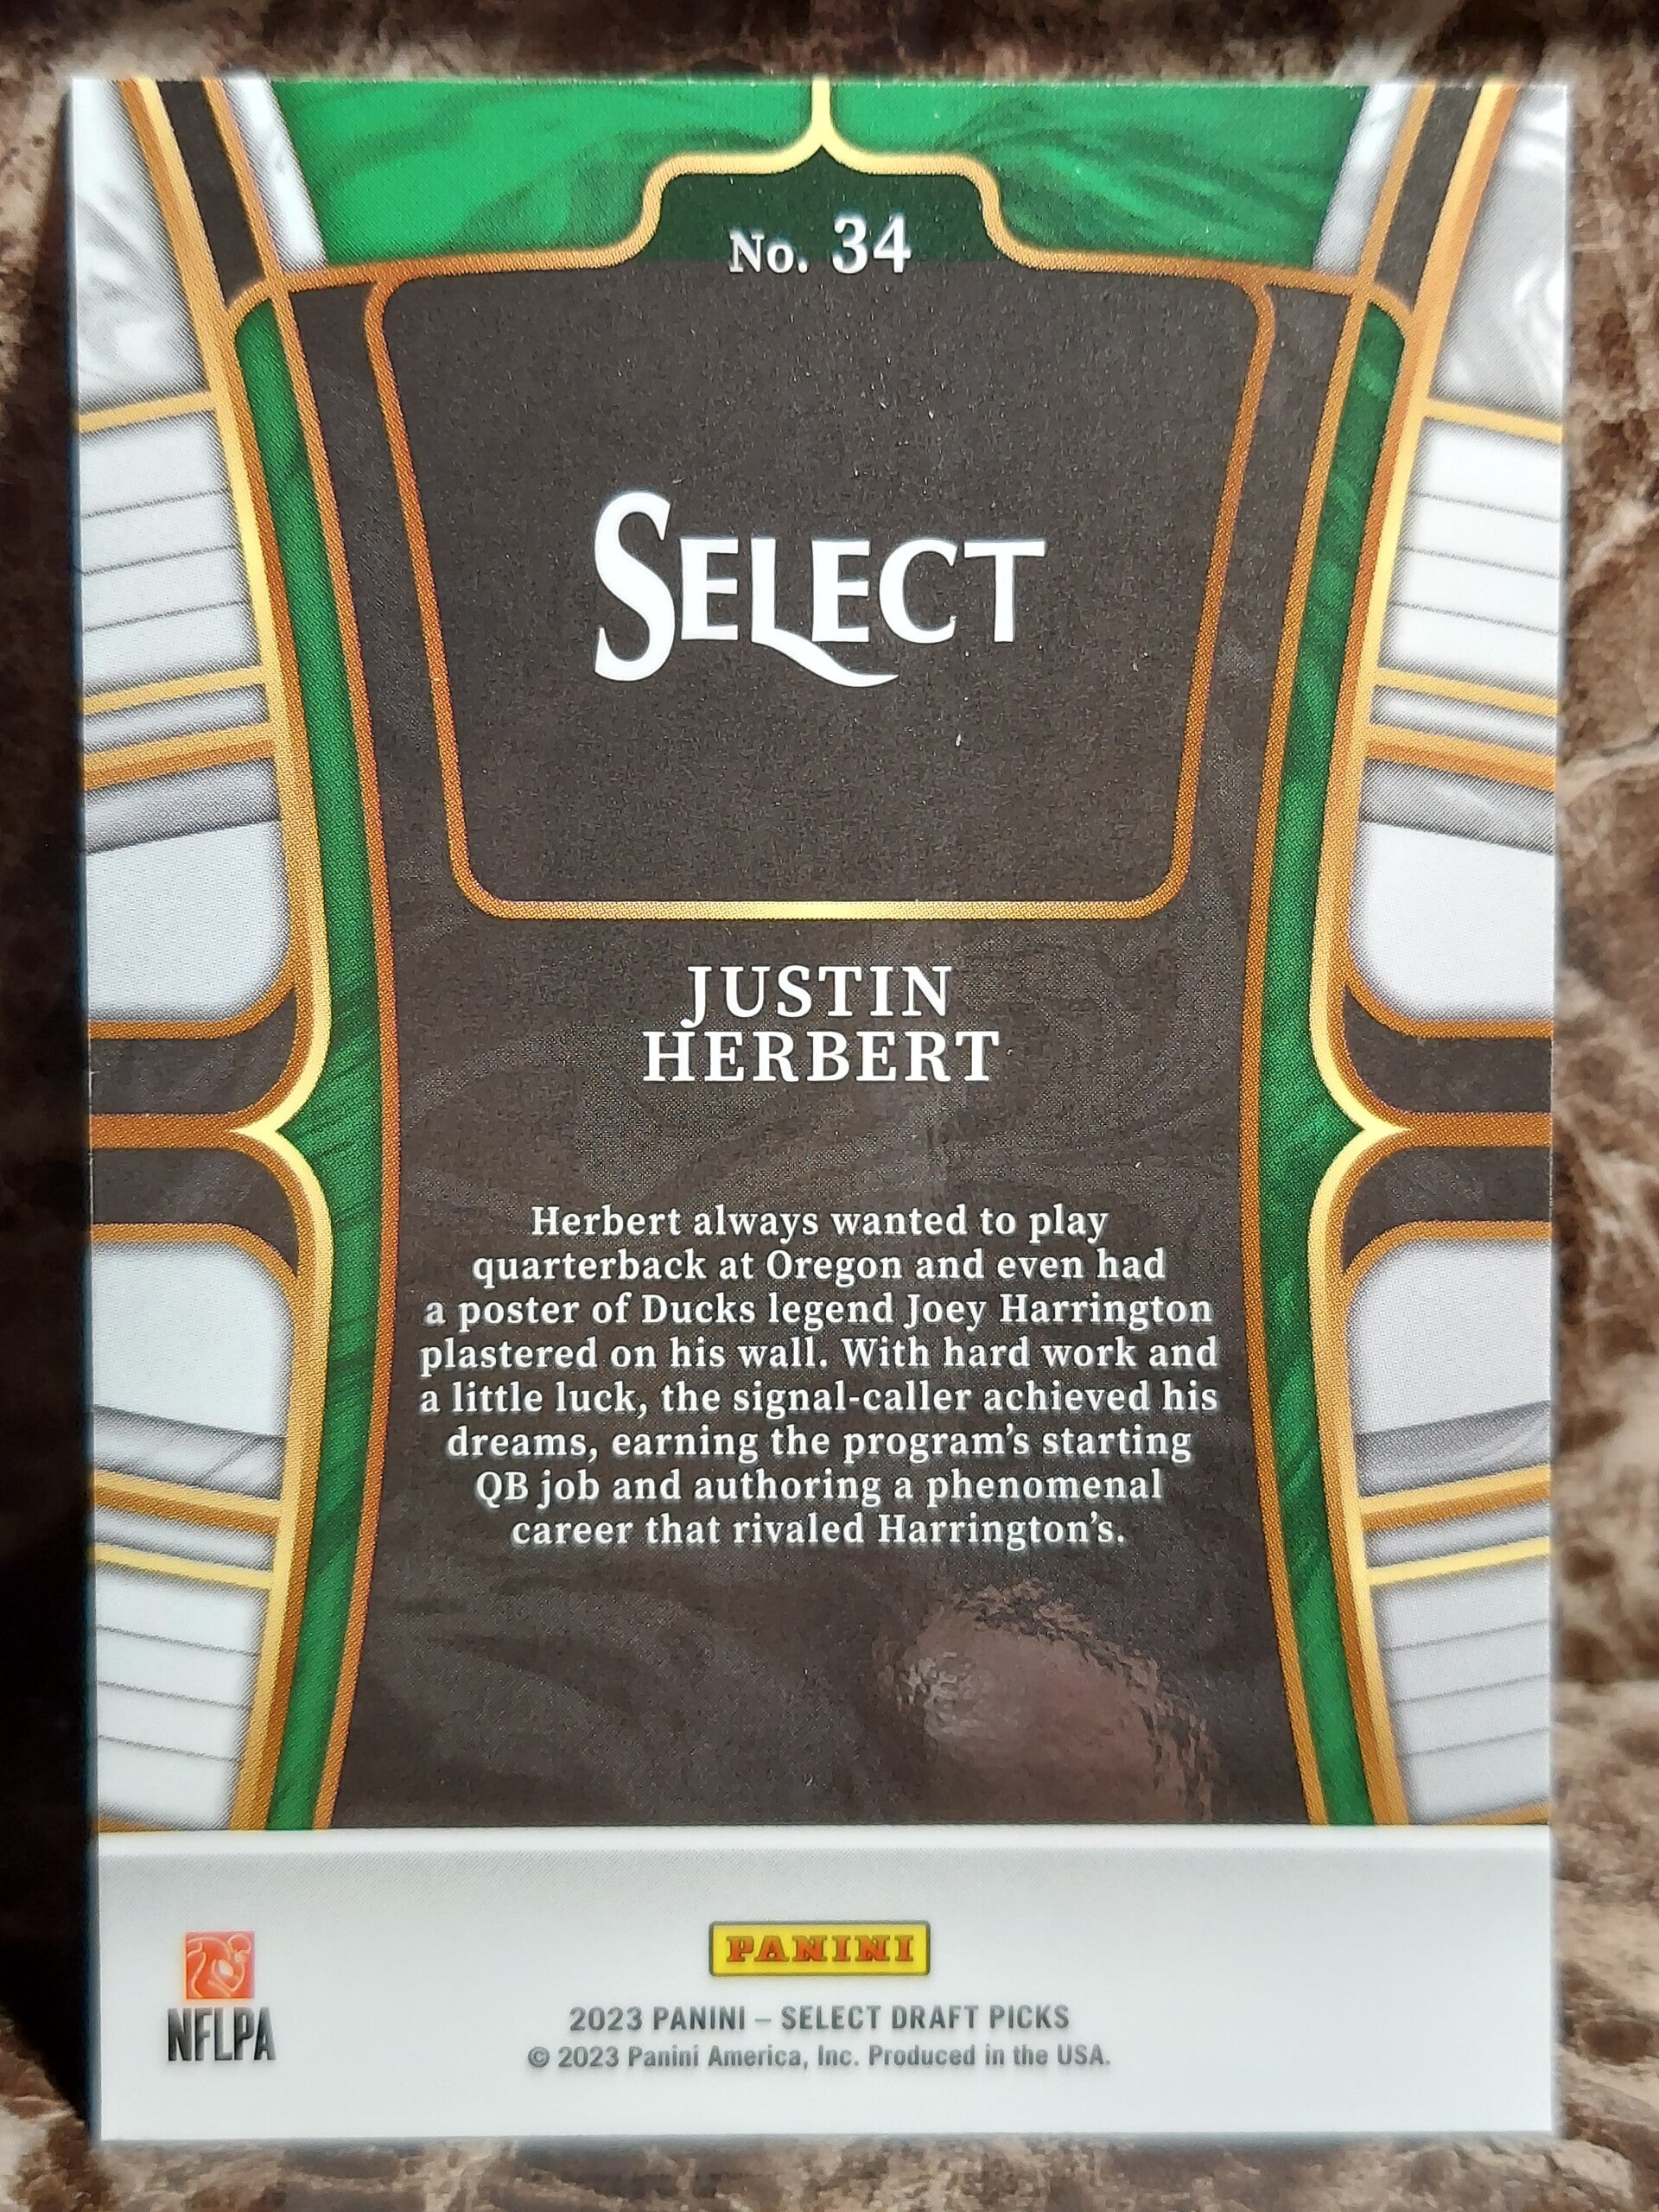 No. 34
SELECT
JUSTIN
HERBERT
Herbert always wanted to play
quarterback at Oregon and even had
a poster of Ducks legend Joey Harrington
plastered on his wall. With hard work and
a little luck, the signal-caller achieved his
dreams, earning the program’s starting
QB job and authoring a phenomenal
career that rivaled Harrington’s.
PANINI
NFLPA
2023 PANINI – SELECT DRAFT PICKS
© 2023 Panini America, Inc. Produced in the USA.